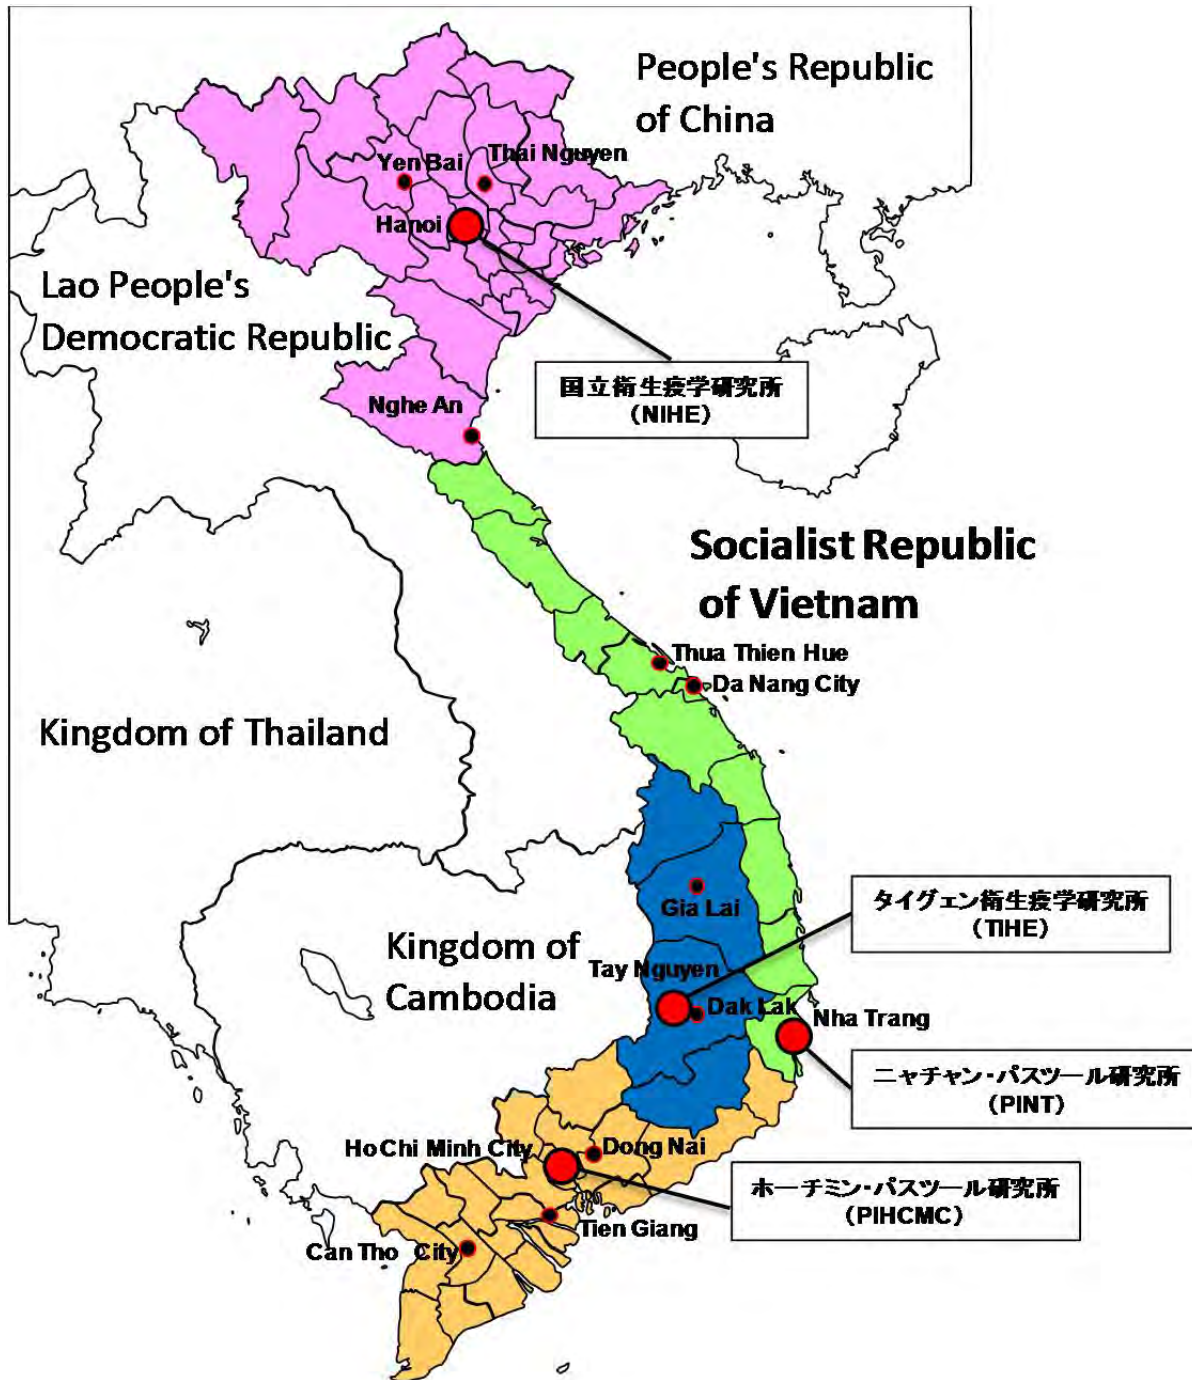 People's Republic
of China
Yen Bai
Thai Nguyen
Hanoi
Lao People's
Democratic Republic
国立衛生疫学研究所
(NIHE)
Nghe An
Socialist Republic
of Vietnam
Thua Thien Hue
Da Nang City
Kingdom of Thailand
Gia Lai
タイグェン衛生疫学研究所
(TIHE)
Kingdom of
Cambodia
Tay Nguyen
Dak Lak
Nha Trang
ニャチャン・パスツール研究所
(PINT)
Ho Chi Minh City
Dong Nai
ホーチミン・パスツール研究所
(PIHCMC)
Tien Giang
Can Tho City